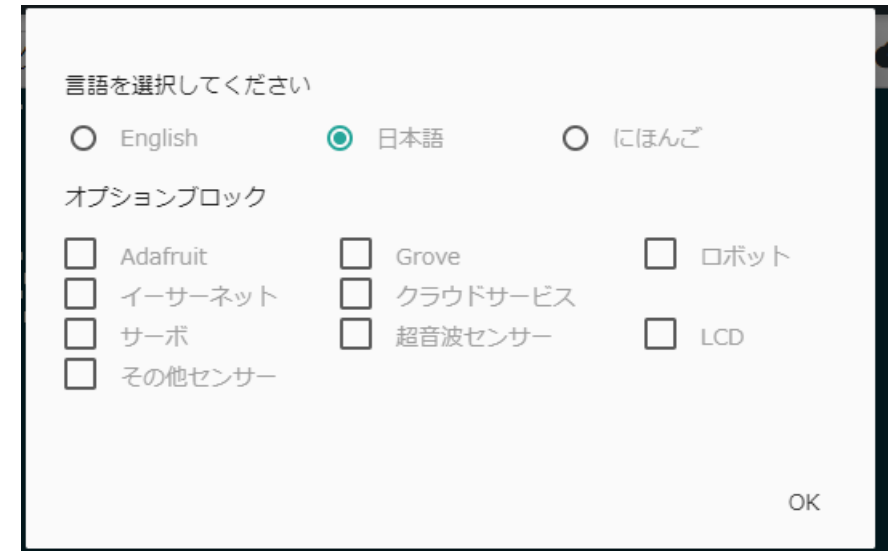 言語を選択してください
English 日本語 にほんご
オプションブロック
Adafruit Grove ロボット
イーサーネット クラウドサービス
サーボ 超音波センサー LCD
その他センサー
OK